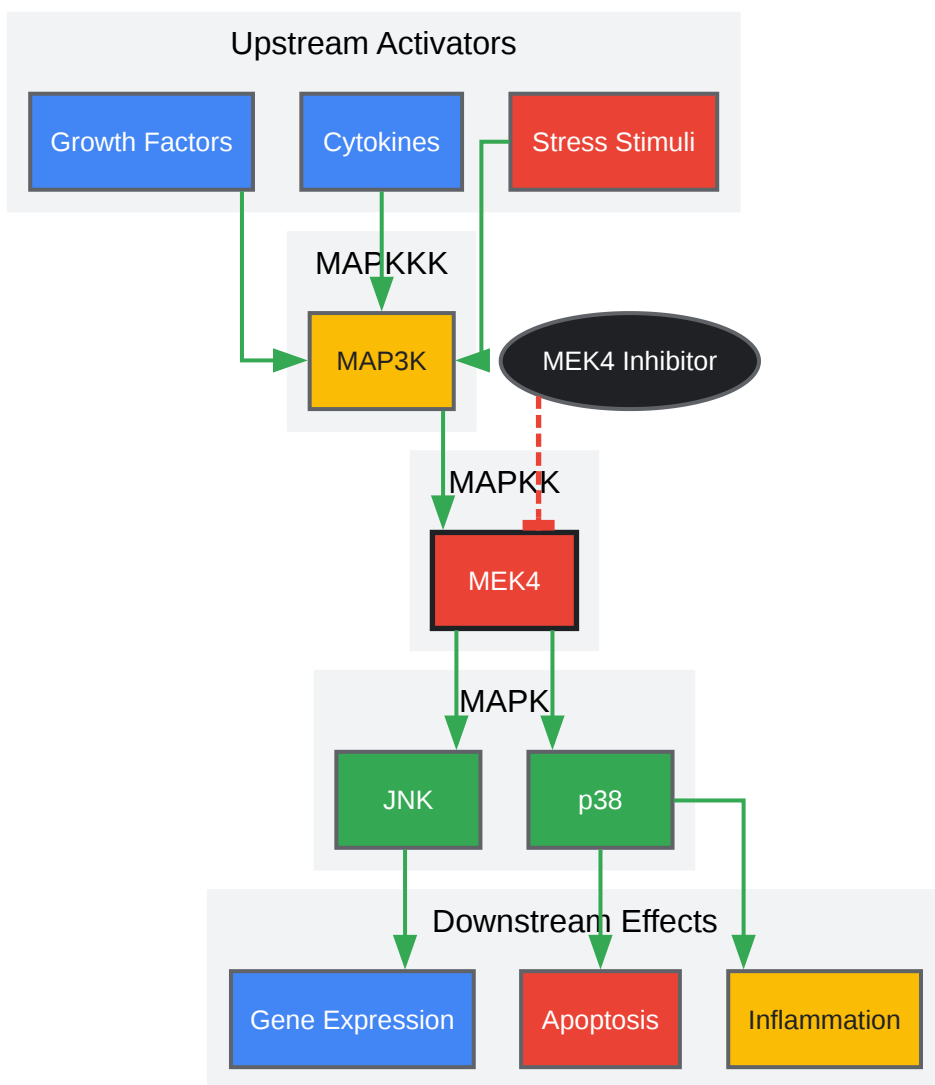 Upstream Activators
Growth Factors
Cytokines
Stress Stimuli
MAPKKK
MAP3K
MEK4 Inhibitor
MAPKK
MEK4
MAPK
JNK
p38
Downstream Effects
Gene Expression
Apoptosis
Inflammation